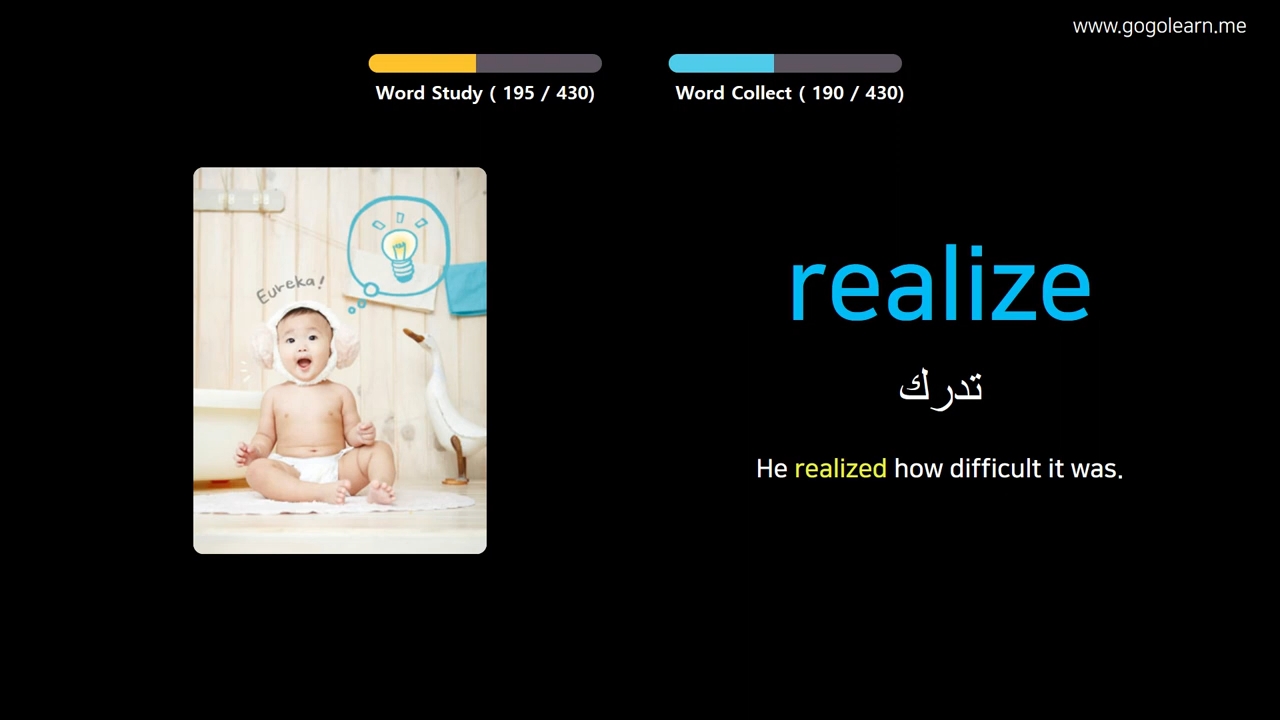 www.gogolearn.me
Word Study ( 195 / 430)
Word Collect ( 190 / 430)
Eureka!
realize
تدرك
He realized how difficult it was.